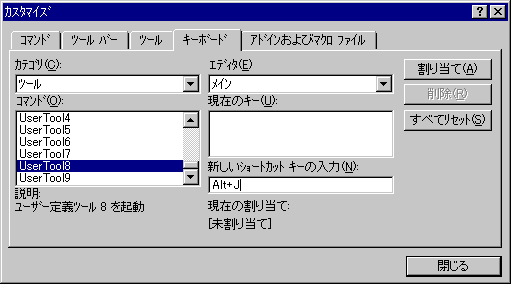 ｶｽﾀﾏｲｽﾞ
ｺﾏﾝﾄﾞ
ﾂｰﾙ ﾊﾞｰ
ﾂｰﾙ
ｷｰﾎﾞｰﾄﾞ
ｱﾄﾞｲﾝおよびﾏｸﾛ ﾌｧｲﾙ
ｶﾃｺﾞﾘ(C):
ﾂｰﾙ
ｺﾏﾝﾄﾞ(O):
UserTool4
UserTool5
UserTool6
UserTool7
UserTool8
UserTool9
説明:
ﾕｰｻﾞｰ定義ﾂｰﾙ 8 を起動
ｴﾃﾞｨﾀ(E)
ﾒｲﾝ
現在のｷｰ(U):
新しいｼｮｰﾄｶｯﾄ ｷｰの入力(N):
Alt+J
現在の割り当て:
[未割り当て]
割り当て(A)
削除(R)
すべてﾘｾｯﾄ(S)
閉じる